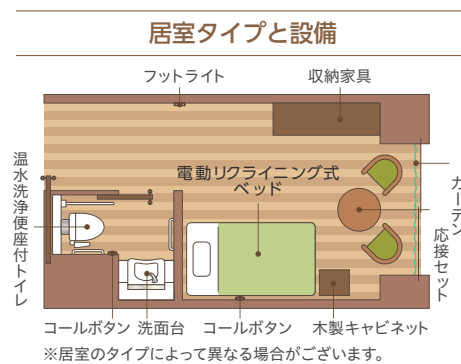 居室タイプと設備
フットライト
収納家具
温水洗浄便座付トイレ
電動リクライニング式
ベッド
カーテン
応接セット
コールボタン
洗面台
コールボタン
木製キャビネット
※居室のタイプによって異なる場合がございます。